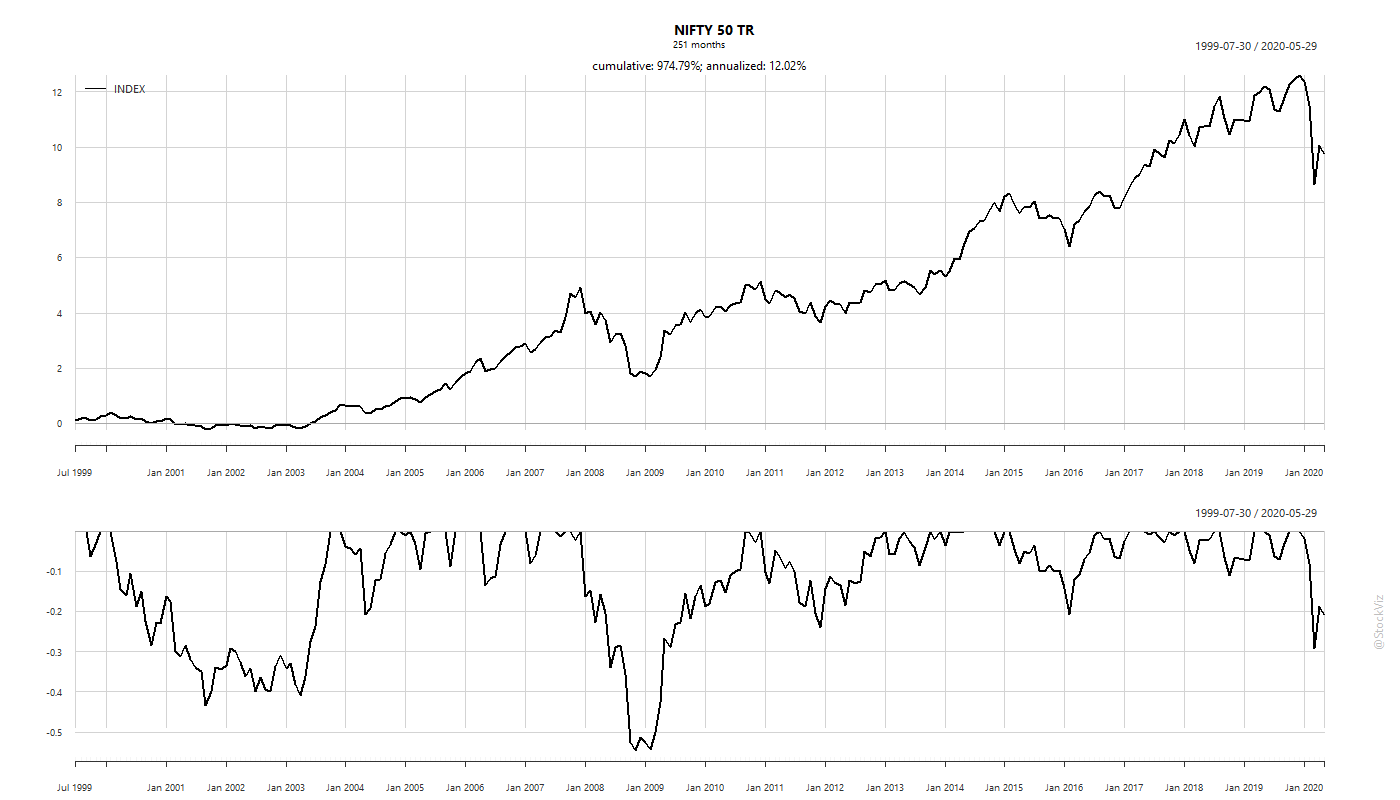 NIFTY 50 TR
251 months
1999-07-30 / 2020-05-29
cumulative: 974.79%; annualized: 12.02%
INDEX
12
10
8
6
4
2
0
Jul 1999 Jan 2001 Jan 2002 Jan 2003 Jan 2004 Jan 2005 Jan 2006 Jan 2007 Jan 2008 Jan 2009 Jan 2010 Jan 2011 Jan 2012 Jan 2013 Jan 2014 Jan 2015 Jan 2016 Jan 2017 Jan 2018 Jan 2019 Jan 2020
1999-07-30 / 2020-05-29
-0.1
-0.2
-0.3
-0.4
-0.5
Jul 1999 Jan 2001 Jan 2002 Jan 2003 Jan 2004 Jan 2005 Jan 2006 Jan 2007 Jan 2008 Jan 2009 Jan 2010 Jan 2011 Jan 2012 Jan 2013 Jan 2014 Jan 2015 Jan 2016 Jan 2017 Jan 2018 Jan 2019 Jan 2020
@StockViz